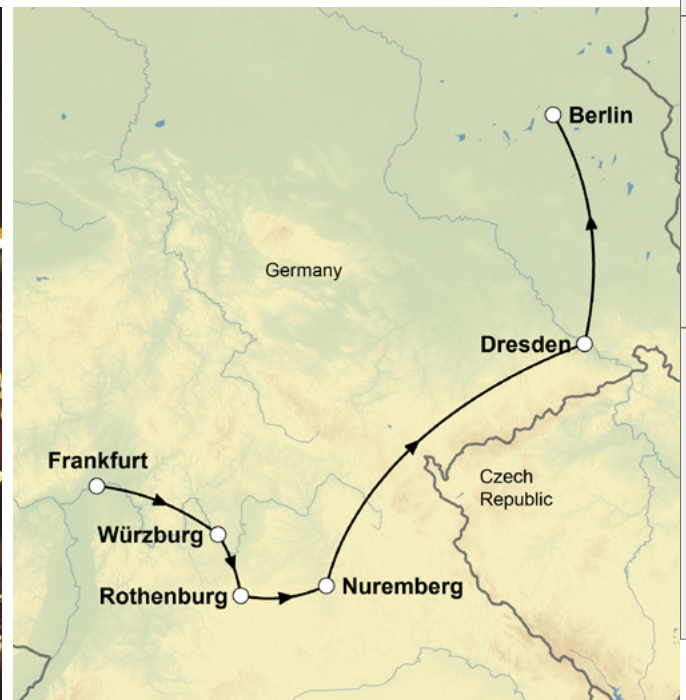 Berlin
Germany
Dresden
Frankfurt
Czech
Republic
Würzburg
Nuremberg
Rothenburg